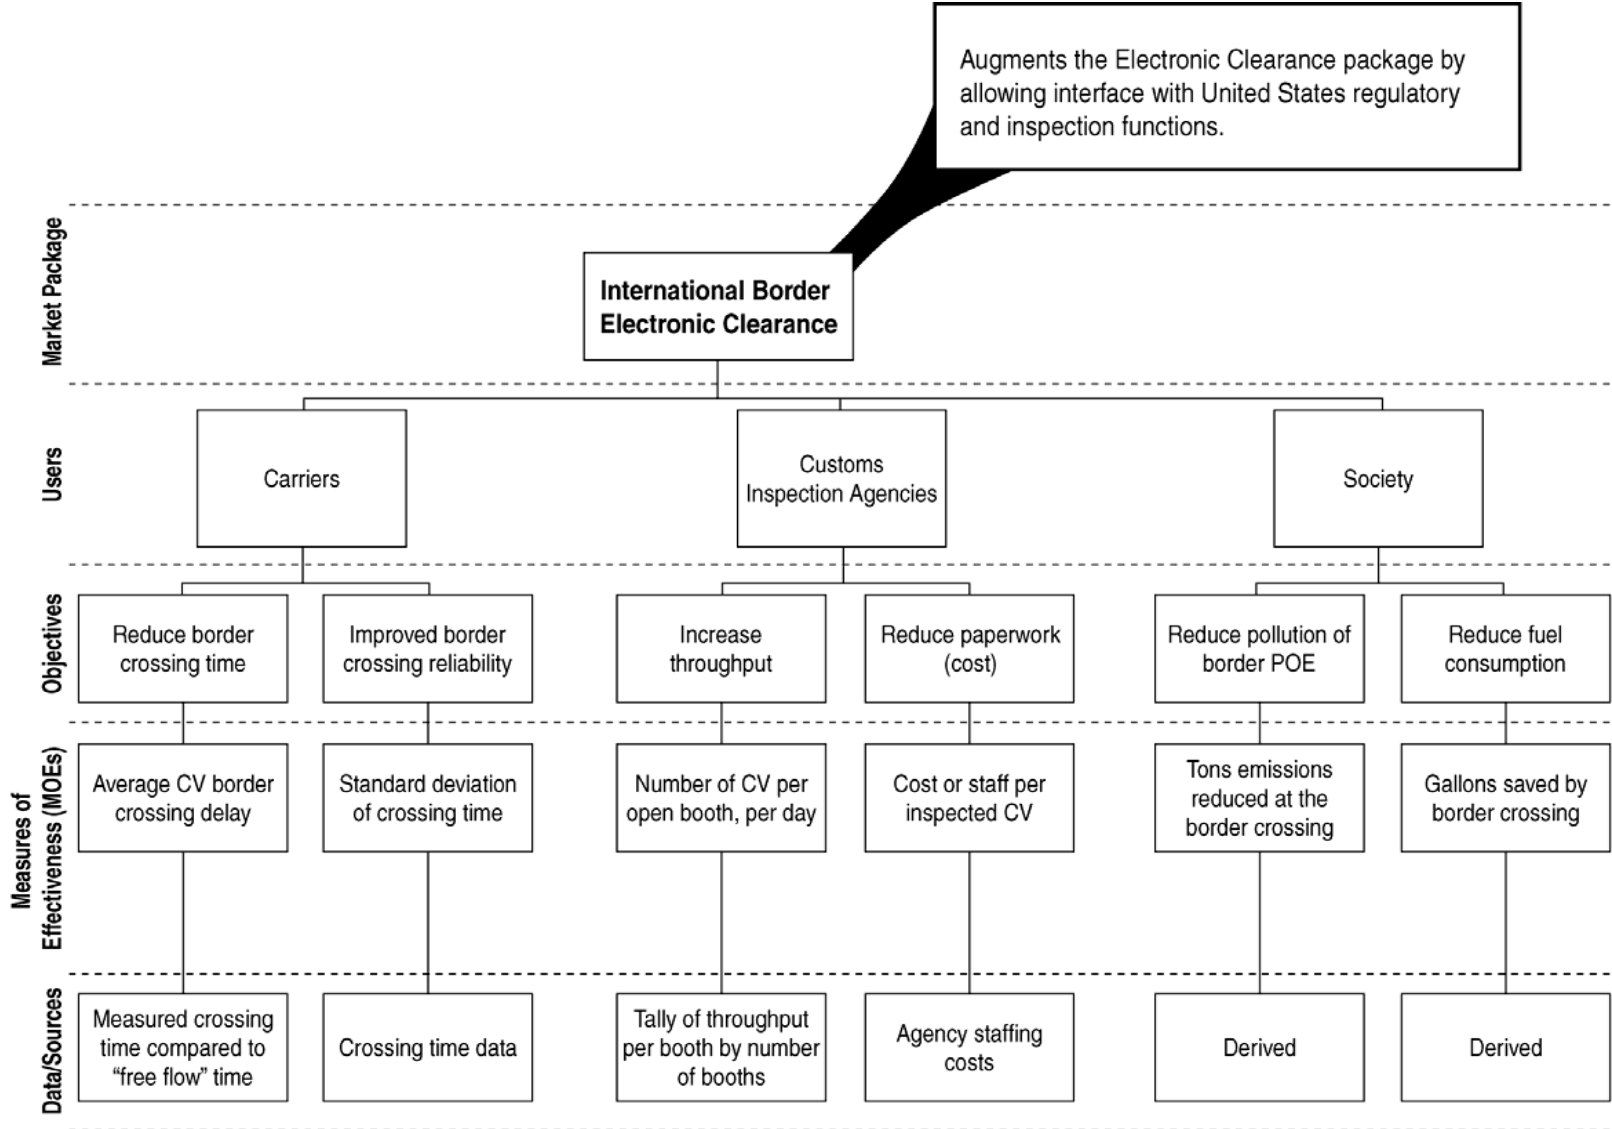 Augments the Electronic Clearance package by
allowing interface with United States regulatory
and inspection functions.
Market Package
International Border
Electronic Clearance
Users
Carriers
Customs
Inspection Agencies
Society
Objectives
Reduce border
crossing time
Improved border
crossing reliability
Increase
throughput
Reduce paperwork
(cost)
Reduce pollution of
border POE
Reduce fuel
consumption
Measures of
Effectiveness (MOEs)
Average CV border
crossing delay
Standard deviation
of crossing time
Number of CV per
open booth, per day
Cost or staff per
inspected CV
Tons emissions
reduced at the
border crossing
Gallons saved by
border crossing
Data/Sources
Measured crossing
time compared to
“free flow” time
Crossing time data
Tally of throughput
per booth by number
of booths
Agency staffing
costs
Derived
Derived